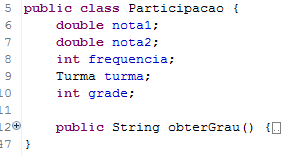 5 public class Participacao {
6     double nota1;
7     double nota2;
8     int frequencia;
9     Turma turma;
10     int grade;
11
12     public String obterGrau() {
47 }